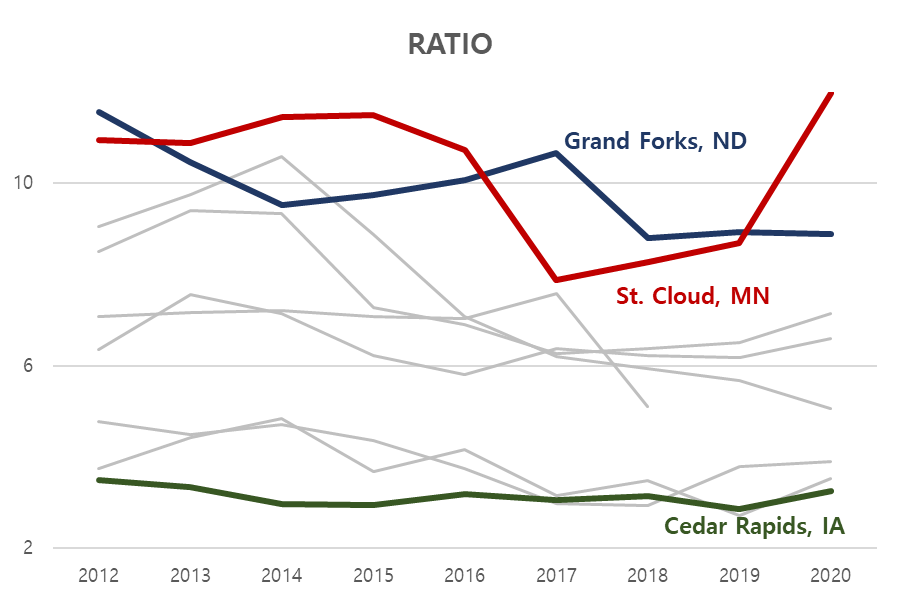 RATIO
Grand Forks, ND
10
St. Cloud, MN
6
Cedar Rapids, IA
2
2012 2013 2014 2015 2016 2017 2018 2019 2020